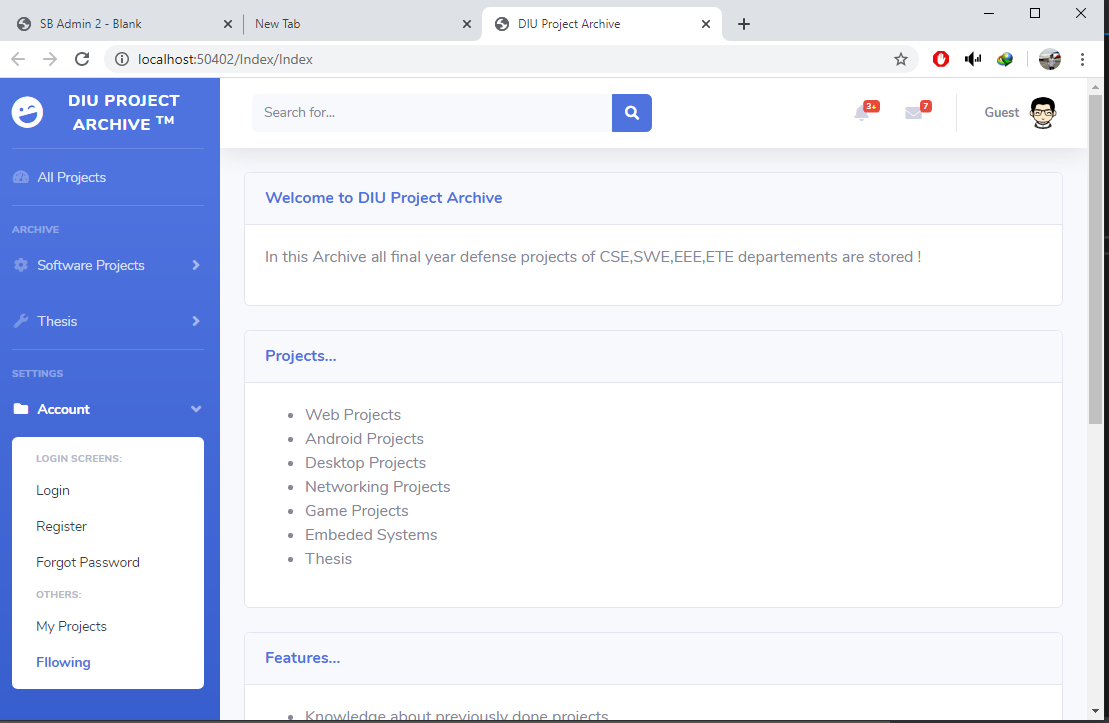 SB Admin 2 - Blank
New Tab
DIU Project Archive
localhost:50402/Index/Index
DIU PROJECT
ARCHIVE ™
Search for...
3+
7
Guest
All Projects
ARCHIVE
Software Projects
Thesis
SETTINGS
Account
LOGIN SCREENS:
Login
Register
Forgot Password
OTHERS:
My Projects
Fllowing
Welcome to DIU Project Archive
In this Archive all final year defense projects of CSE,SWE,EEE,ETE departements are stored !
Projects...
Web Projects
Android Projects
Desktop Projects
Networking Projects
Game Projects
Embeded Systems
Thesis
Features...
Knowledge about previously done projects